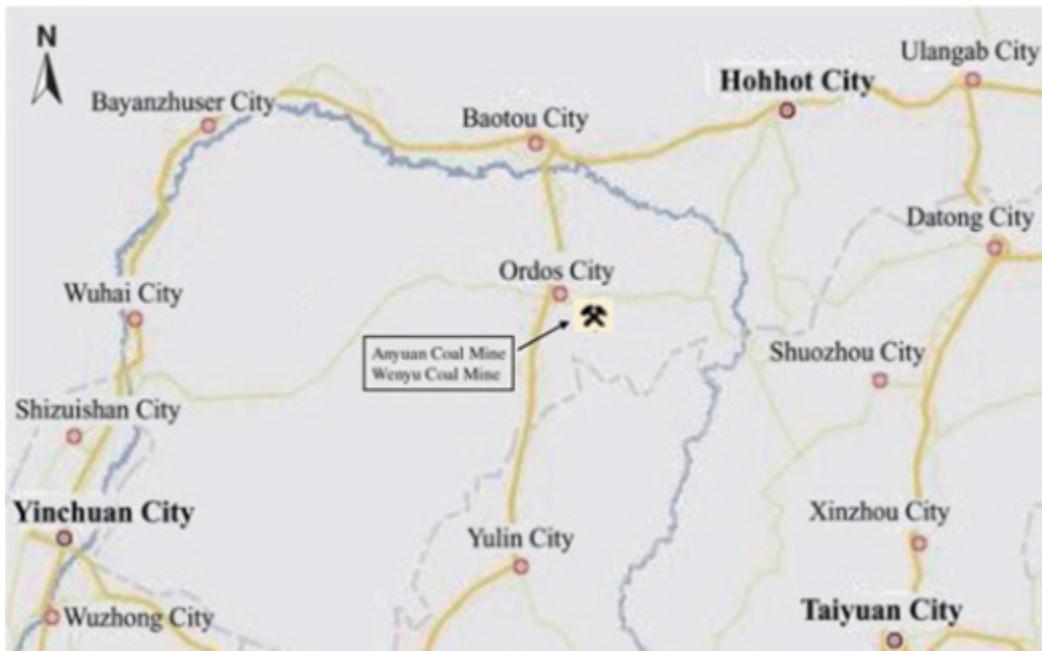 N
Ulangab City
Hohhot City
Bayanzhuser City
Baotou City
Datong City
Ordos City
Wuhai City
Anyuan Coal Mine
Wenyu Coal Mine
Shuozhou City
Shizuishan City
Yinchuan City
Xinzhou City
Yulin City
Taiyuan City
Wuzhong City